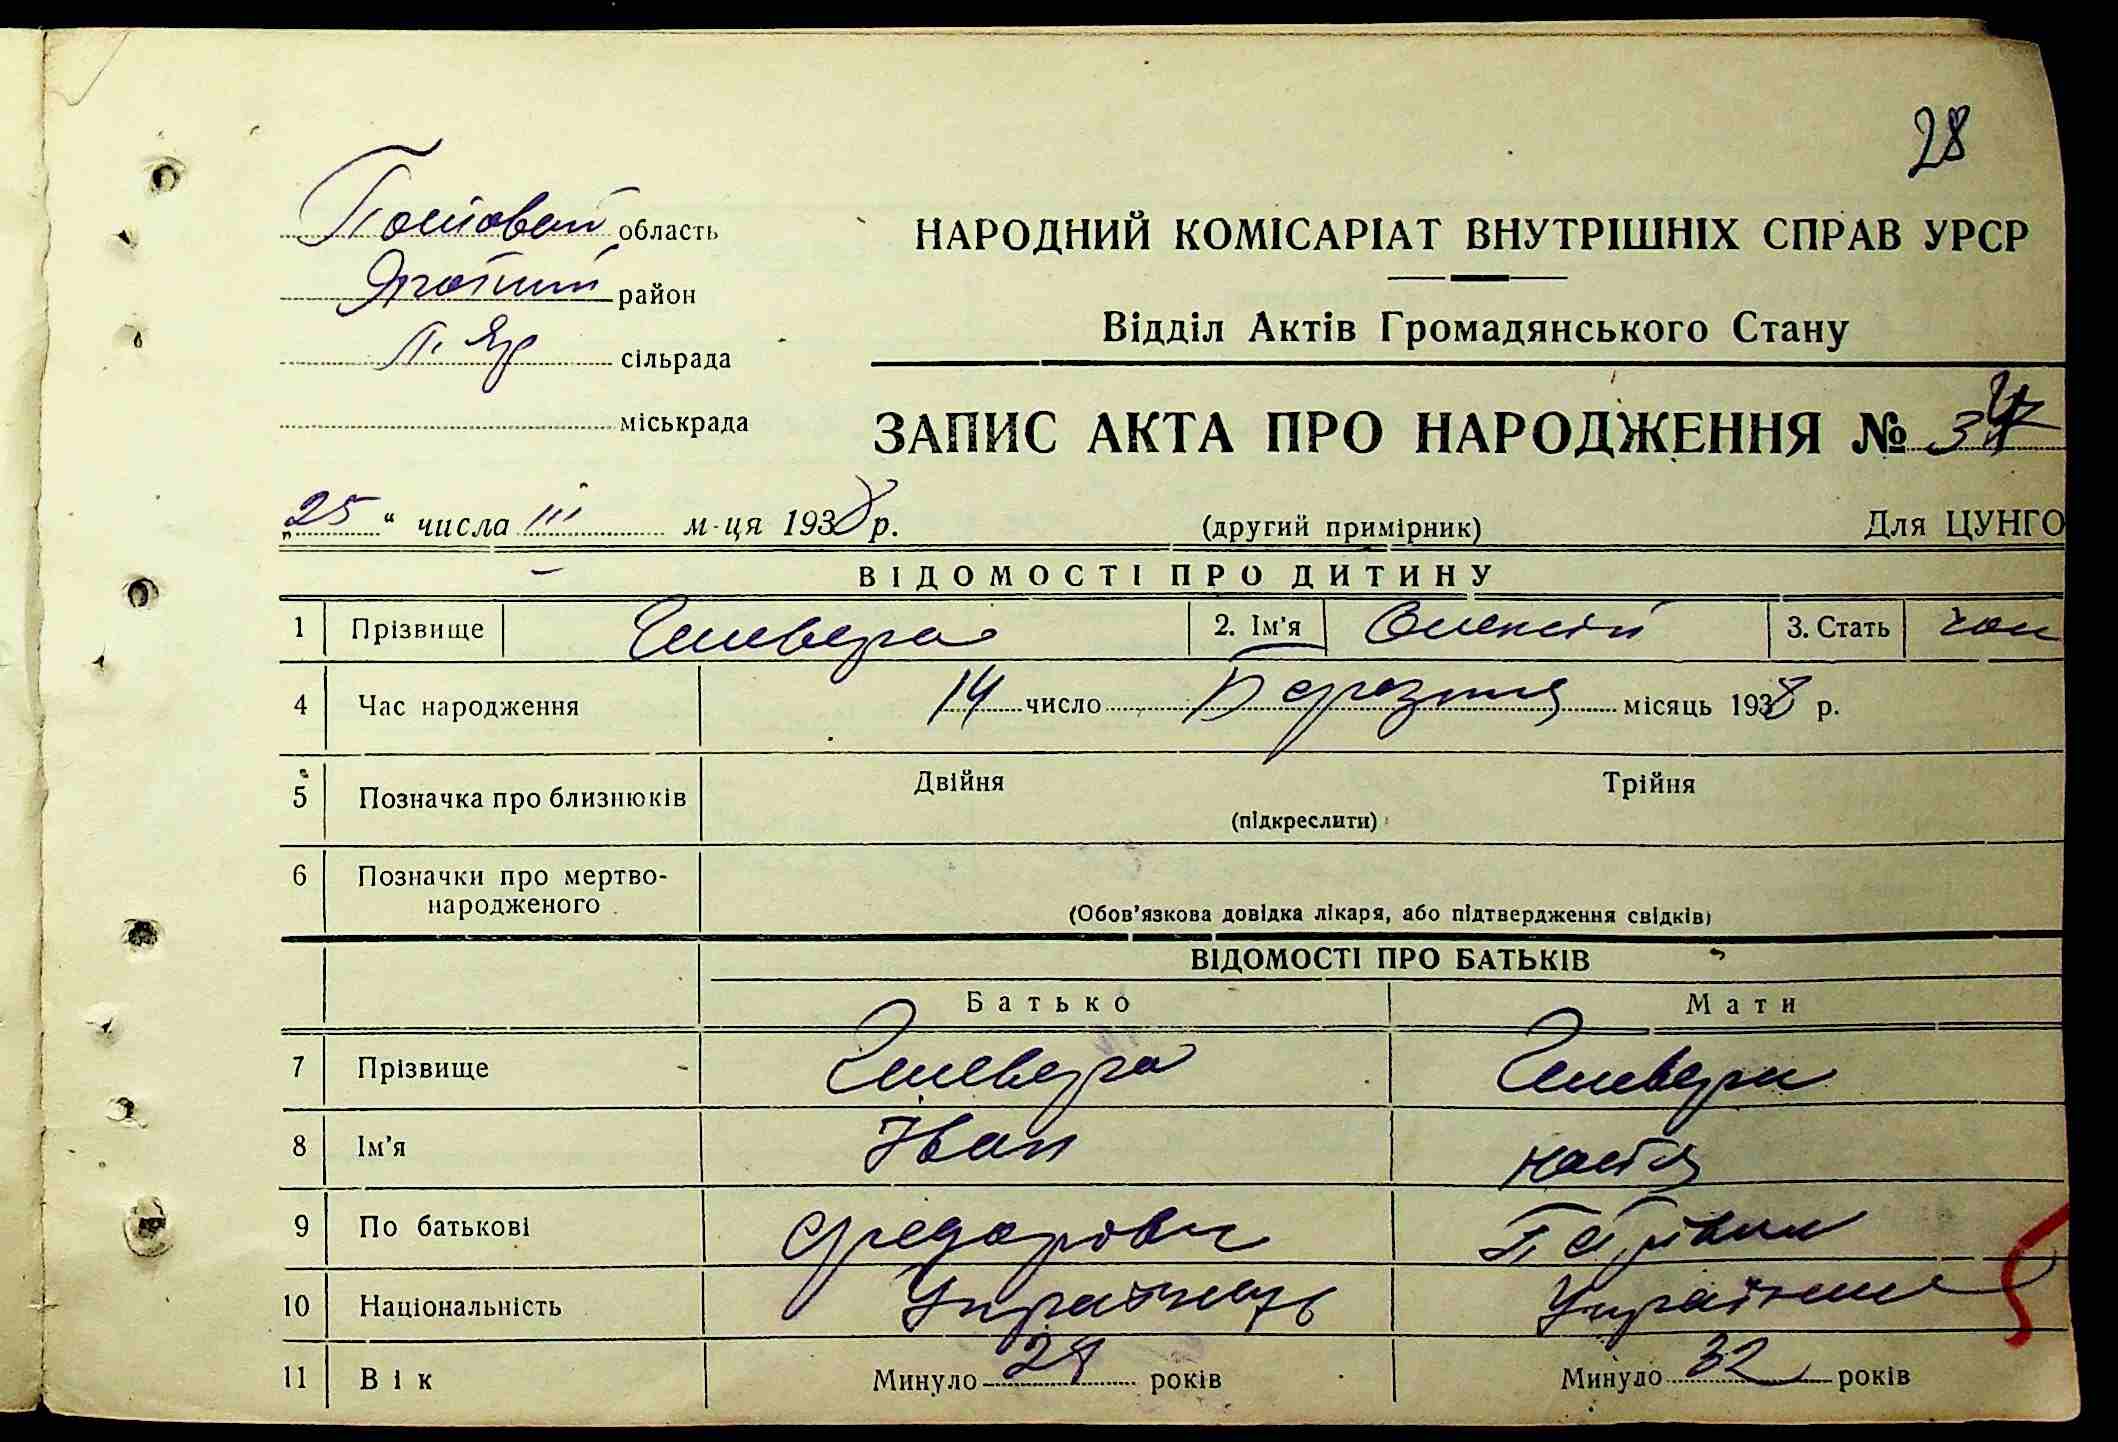 28
область
НАРОДНИЙ КОМІСАРІАТ ВНУТРІШНІХ СПРАВ УРСР
район
Відділ Актів Громадянського Стану
сільрада
міськрада
ЗАПИС АКТА ПРО НАРОДЖЕННЯ №
„25“ числа III м-ця 1938 р. (другий примірник) Для ЦУНГО
ВІДОМОСТІ ПРО ДИТИНУ
1 Прізвище 2. Ім'я Олексій 3. Стать чол
4 Час народження 14 число Березня місяць 1938 р.
5 Позначка про близнюків Двійня Трійня
(підкреслити)
6 Позначки про мертво-
народженого
(Обов'язкова довідка лікаря, або підтвердження свідків)
ВІДОМОСТІ ПРО БАТЬКІВ
Батько Мати
7 Прізвище
8 Ім'я Іван Настя
9 По батькові
10 Національність Українець Українка
11 Вік Минуло 29 років Минуло 32 років